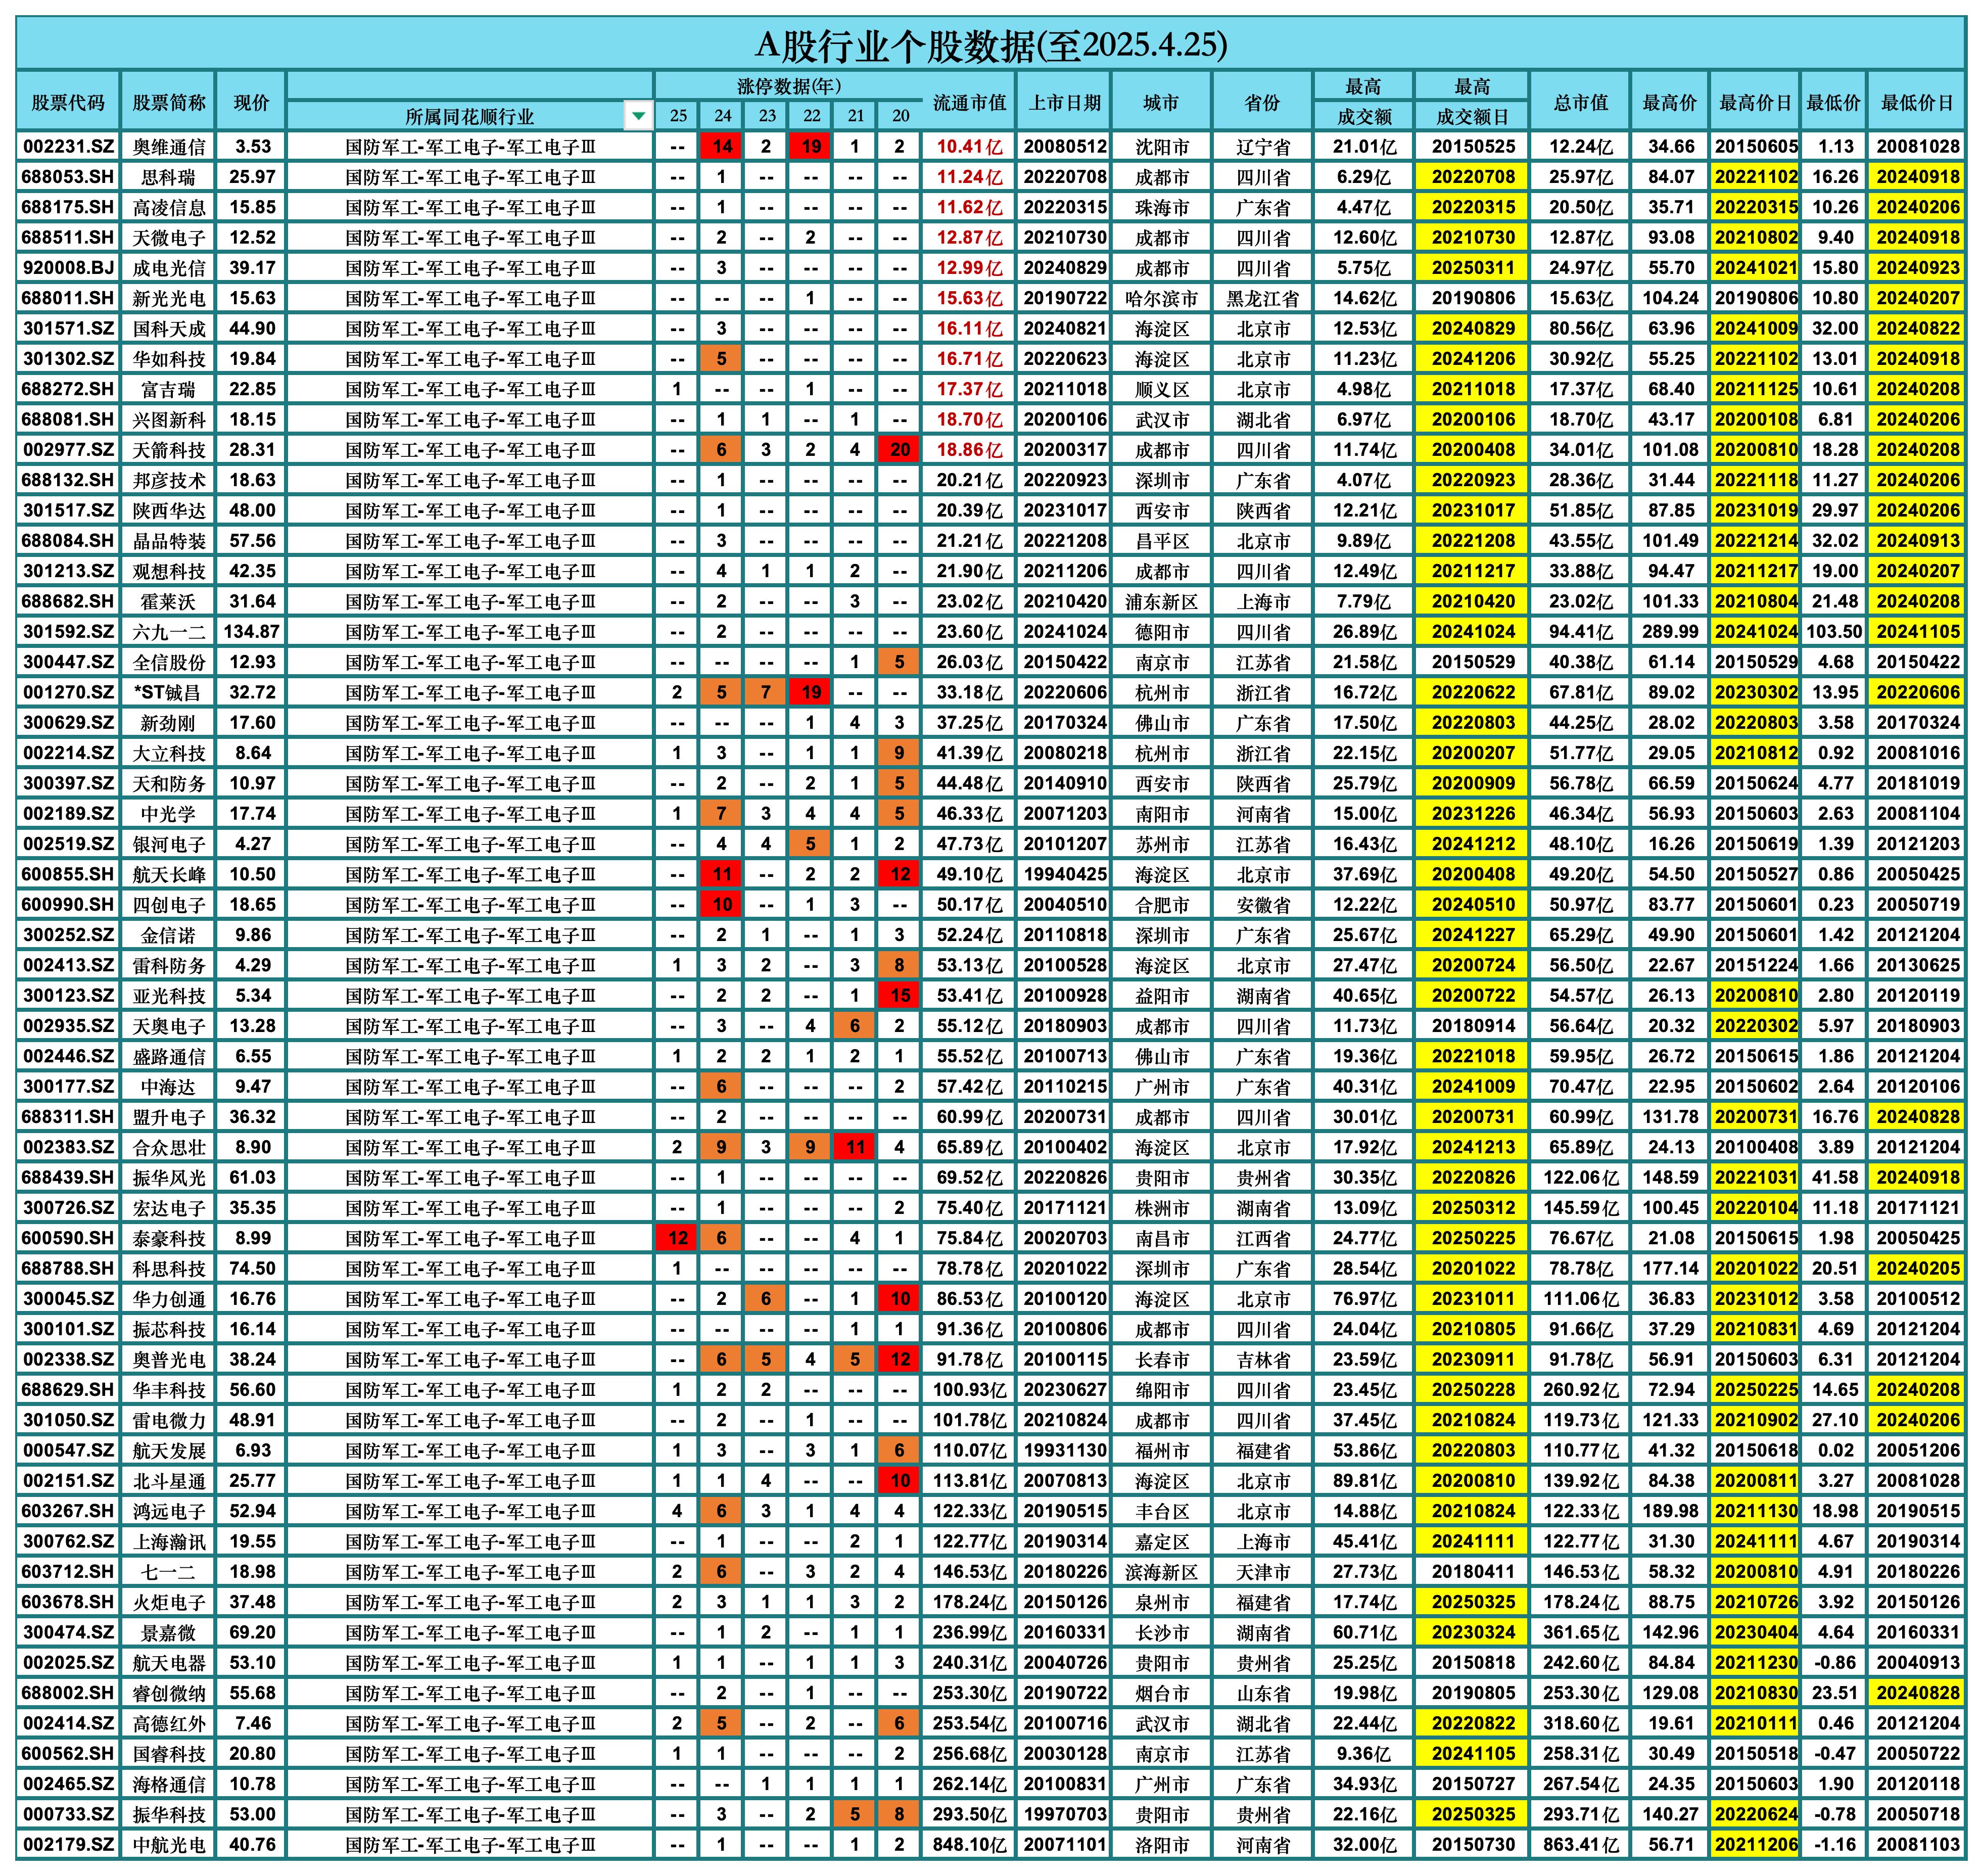 A股行业个股数据(至2025.4.25)
股票代码 股票简称 现价 所属同花顺行业 涨停数据(年) 25 24 23 22 21 20 流通市值 上市日期 城市 省份 最高成交额 最高成交额日 总市值 最高价 最高价日 最低价 最低价日
002231.SZ 奥维通信 3.53 国防军工-军工电子-军工电子Ⅲ -- 14 2 19 1 2 10.41亿 20080512 沈阳市 辽宁省 21.01亿 20150525 12.24亿 34.66 20150605 1.13 20081028
688053.SH 思科瑞 25.97 国防军工-军工电子-军工电子Ⅲ -- 1 -- -- -- -- 11.24亿 20220708 成都市 四川省 6.29亿 20220708 25.97亿 84.07 20221102 16.26 20240918
688175.SH 高凌信息 15.85 国防军工-军工电子-军工电子Ⅲ -- 1 -- -- -- -- 11.62亿 20220315 珠海市 广东省 4.47亿 20220315 20.50亿 35.71 20220315 10.26 20240206
688511.SH 天微电子 12.52 国防军工-军工电子-军工电子Ⅲ -- 2 -- 2 -- -- 12.87亿 20210730 成都市 四川省 12.60亿 20210730 12.87亿 93.08 20210802 9.40 20240918
920008.BJ 成电光信 39.17 国防军工-军工电子-军工电子Ⅲ -- 3 -- -- -- -- 12.99亿 20240829 成都市 四川省 5.75亿 20250311 24.97亿 55.70 20241021 15.80 20240923
688011.SH 新光光电 15.63 国防军工-军工电子-军工电子Ⅲ -- -- -- 1 -- -- 15.63亿 20190722 哈尔滨市 黑龙江省 14.62亿 20190806 15.63亿 104.24 20190806 10.80 20240207
301571.SZ 国科天成 44.90 国防军工-军工电子-军工电子Ⅲ -- 3 -- -- -- -- 16.11亿 20240821 海淀区 北京市 12.53亿 20240829 80.56亿 63.96 20241009 32.00 20240822
301302.SZ 华如科技 19.84 国防军工-军工电子-军工电子Ⅲ -- 5 -- -- -- -- 16.71亿 20220623 海淀区 北京市 11.23亿 20241206 30.92亿 55.25 20221102 13.01 20240918
688272.SH 富吉瑞 22.85 国防军工-军工电子-军工电子Ⅲ 1 -- -- 1 -- -- 17.37亿 20211018 顺义区 北京市 4.98亿 20211018 17.37亿 68.40 20211125 10.61 20240208
688081.SH 兴图新科 18.15 国防军工-军工电子-军工电子Ⅲ -- 1 1 -- 1 -- 18.70亿 20200106 武汉市 湖北省 6.97亿 20200106 18.70亿 43.17 20200108 6.81 20240206
002977.SZ 天箭科技 28.31 国防军工-军工电子-军工电子Ⅲ -- 6 3 2 4 20 18.86亿 20200317 成都市 四川省 11.74亿 20200408 34.01亿 101.08 20200810 18.28 20240208
688132.SH 邦彦技术 18.63 国防军工-军工电子-军工电子Ⅲ -- 1 -- -- -- -- 20.21亿 20220923 深圳市 广东省 4.07亿 20220923 28.36亿 31.44 20221118 11.27 20240206
301517.SZ 陕西华达 48.00 国防军工-军工电子-军工电子Ⅲ -- 1 -- -- -- -- 20.39亿 20231017 西安市 陕西省 12.21亿 20231017 51.85亿 87.85 20231019 29.97 20240206
688084.SH 晶品特装 57.56 国防军工-军工电子-军工电子Ⅲ -- 3 -- -- -- -- 21.21亿 20221208 昌平区 北京市 9.89亿 20221208 43.55亿 101.49 20221214 32.02 20240913
301213.SZ 观想科技 42.35 国防军工-军工电子-军工电子Ⅲ -- 4 1 1 2 -- 21.90亿 20211206 成都市 四川省 12.49亿 20211217 33.88亿 94.47 20211217 19.00 20240207
688682.SH 霍莱沃 31.64 国防军工-军工电子-军工电子Ⅲ -- 2 -- -- 3 -- 23.02亿 20210420 浦东新区 上海市 7.79亿 20210420 23.02亿 101.33 20210804 21.48 20240208
301592.SZ 六九一二 134.87 国防军工-军工电子-军工电子Ⅲ -- 2 -- -- -- -- 23.60亿 20241024 德阳市 四川省 26.89亿 20241024 94.41亿 289.99 20241024 103.50 20241105
300447.SZ 全信股份 12.93 国防军工-军工电子-军工电子Ⅲ -- -- -- -- 1 5 26.03亿 20150422 南京市 江苏省 21.58亿 20150529 40.38亿 61.14 20150529 4.68 20150422
001270.SZ *ST铖昌 32.72 国防军工-军工电子-军工电子Ⅲ 2 5 7 19 -- -- 33.18亿 20220606 杭州市 浙江省 16.72亿 20220622 67.81亿 89.02 20230302 13.95 20220606
300629.SZ 新劲刚 17.60 国防军工-军工电子-军工电子Ⅲ -- -- -- 1 4 3 37.25亿 20170324 佛山市 广东省 17.50亿 20220803 44.25亿 28.02 20220803 3.58 20170324
002214.SZ 大立科技 8.64 国防军工-军工电子-军工电子Ⅲ 1 3 -- 1 1 9 41.39亿 20080218 杭州市 浙江省 22.15亿 20200207 51.77亿 29.05 20210812 0.92 20081016
300397.SZ 天和防务 10.97 国防军工-军工电子-军工电子Ⅲ -- 2 -- 2 1 5 44.48亿 20140910 西安市 陕西省 25.79亿 20200909 56.78亿 66.59 20150624 4.77 20181019
002189.SZ 中光学 17.74 国防军工-军工电子-军工电子Ⅲ 1 7 3 4 4 5 46.33亿 20071203 南阳市 河南省 15.00亿 20231226 46.34亿 56.93 20150603 2.63 20081104
002519.SZ 银河电子 4.27 国防军工-军工电子-军工电子Ⅲ -- 4 4 5 1 2 47.73亿 20101207 苏州市 江苏省 16.43亿 20241212 48.10亿 16.26 20150619 1.39 20121203
600855.SH 航天长峰 10.50 国防军工-军工电子-军工电子Ⅲ -- 11 -- 2 2 12 49.10亿 19940425 海淀区 北京市 37.69亿 20200408 49.20亿 54.50 20150527 0.86 20050425
600990.SH 四创电子 18.65 国防军工-军工电子-军工电子Ⅲ -- 10 -- 1 3 -- 50.17亿 20040510 合肥市 安徽省 12.22亿 20240510 50.97亿 83.77 20150601 0.23 20050719
300252.SZ 金信诺 9.86 国防军工-军工电子-军工电子Ⅲ -- 2 1 -- 1 3 52.24亿 20110818 深圳市 广东省 25.67亿 20241227 65.29亿 49.90 20150601 1.42 20121204
002413.SZ 雷科防务 4.29 国防军工-军工电子-军工电子Ⅲ 1 3 2 -- 3 8 53.13亿 20100528 海淀区 北京市 27.47亿 20200724 56.50亿 22.67 20151224 1.66 20130625
300123.SZ 亚光科技 5.34 国防军工-军工电子-军工电子Ⅲ -- 2 2 -- 1 15 53.41亿 20100928 益阳市 湖南省 40.65亿 20200722 54.57亿 26.13 20200810 2.80 20120119
002935.SZ 天奥电子 13.28 国防军工-军工电子-军工电子Ⅲ -- 3 -- 4 6 2 55.12亿 20180903 成都市 四川省 11.73亿 20180914 56.64亿 20.32 20220302 5.97 20180903
002446.SZ 盛路通信 6.55 国防军工-军工电子-军工电子Ⅲ 1 2 2 1 2 1 55.52亿 20100713 佛山市 广东省 19.36亿 20221018 59.95亿 26.72 20150615 1.86 20121204
300177.SZ 中海达 9.47 国防军工-军工电子-军工电子Ⅲ -- 6 -- -- -- 2 57.42亿 20110215 广州市 广东省 40.31亿 20241009 70.47亿 22.95 20150602 2.64 20120106
688311.SH 盟升电子 36.32 国防军工-军工电子-军工电子Ⅲ -- 2 -- -- -- -- 60.99亿 20200731 成都市 四川省 30.01亿 20200731 60.99亿 131.78 20200731 16.76 20240828
002383.SZ 合众思壮 8.90 国防军工-军工电子-军工电子Ⅲ 2 9 3 9 11 4 65.89亿 20100402 海淀区 北京市 17.92亿 20241213 65.89亿 24.13 20100408 3.89 20121204
688439.SH 振华风光 61.03 国防军工-军工电子-军工电子Ⅲ -- 1 -- -- -- -- 69.52亿 20220826 贵阳市 贵州省 30.35亿 20220826 122.06亿 148.59 20221031 41.58 20240918
300726.SZ 宏达电子 35.35 国防军工-军工电子-军工电子Ⅲ -- 1 -- -- -- 2 75.40亿 20171121 株洲市 湖南省 13.09亿 20250312 145.59亿 100.45 20220104 11.18 20171121
600590.SH 泰豪科技 8.99 国防军工-军工电子-军工电子Ⅲ 12 6 -- -- 4 1 75.84亿 20020703 南昌市 江西省 24.77亿 20250225 76.67亿 21.08 20150615 1.98 20050425
688788.SH 科思科技 74.50 国防军工-军工电子-军工电子Ⅲ 1 -- -- -- -- -- 78.78亿 20201022 深圳市 广东省 28.54亿 20201022 78.78亿 177.14 20201022 20.51 20240205
300045.SZ 华力创通 16.76 国防军工-军工电子-军工电子Ⅲ -- 2 6 -- 1 10 86.53亿 20100120 海淀区 北京市 76.97亿 20231011 111.06亿 36.83 20231012 3.58 20100512
300101.SZ 振芯科技 16.14 国防军工-军工电子-军工电子Ⅲ -- -- -- -- 1 1 91.36亿 20100806 成都市 四川省 24.04亿 20210805 91.66亿 37.29 20210831 4.69 20121204
002338.SZ 奥普光电 38.24 国防军工-军工电子-军工电子Ⅲ -- 6 5 4 5 12 91.78亿 20100115 长春市 吉林省 23.59亿 20230911 91.78亿 56.91 20150603 6.31 20121204
688629.SH 华丰科技 56.60 国防军工-军工电子-军工电子Ⅲ 1 2 2 -- -- -- 100.93亿 20230627 绵阳市 四川省 23.45亿 20250228 260.92亿 72.94 20250225 14.65 20240208
301050.SZ 雷电微力 48.91 国防军工-军工电子-军工电子Ⅲ -- 2 -- 1 -- -- 101.78亿 20210824 成都市 四川省 37.45亿 20210824 119.73亿 121.33 20210902 27.10 20240206
000547.SZ 航天发展 6.93 国防军工-军工电子-军工电子Ⅲ 1 3 -- 3 1 6 110.07亿 19931130 福州市 福建省 53.86亿 20220803 110.77亿 41.32 20150618 0.02 20051206
002151.SZ 北斗星通 25.77 国防军工-军工电子-军工电子Ⅲ 1 1 4 -- -- 10 113.81亿 20070813 海淀区 北京市 89.81亿 20200810 139.92亿 84.38 20200811 3.27 20081028
603267.SH 鸿远电子 52.94 国防军工-军工电子-军工电子Ⅲ 4 6 3 1 4 4 122.33亿 20190515 丰台区 北京市 14.88亿 20210824 122.33亿 189.98 20211130 18.98 20190515
300762.SZ 上海瀚讯 19.55 国防军工-军工电子-军工电子Ⅲ -- 1 -- -- 2 1 122.77亿 20190314 嘉定区 上海市 45.41亿 20241111 122.77亿 31.30 20241111 4.67 20190314
603712.SH 七一二 18.98 国防军工-军工电子-军工电子Ⅲ 2 6 -- 3 2 4 146.53亿 20180226 滨海新区 天津市 27.73亿 20180411 146.53亿 58.32 20200810 4.91 20180226
603678.SH 火炬电子 37.48 国防军工-军工电子-军工电子Ⅲ 2 3 1 1 3 2 178.24亿 20150126 泉州市 福建省 17.74亿 20250325 178.24亿 88.75 20210726 3.92 20150126
300474.SZ 景嘉微 69.20 国防军工-军工电子-军工电子Ⅲ -- 1 2 -- 1 1 236.99亿 20160331 长沙市 湖南省 60.71亿 20230324 361.65亿 142.96 20230404 4.64 20160331
002025.SZ 航天电器 53.10 国防军工-军工电子-军工电子Ⅲ 1 1 -- 1 1 3 240.31亿 20040726 贵阳市 贵州省 25.25亿 20150818 242.60亿 84.84 20211230 -0.86 20040913
688002.SH 睿创微纳 55.68 国防军工-军工电子-军工电子Ⅲ -- 2 -- 1 -- -- 253.30亿 20190722 烟台市 山东省 19.98亿 20190805 253.30亿 129.08 20210830 23.51 20240828
002414.SZ 高德红外 7.46 国防军工-军工电子-军工电子Ⅲ 2 5 -- 2 -- 6 253.54亿 20100716 武汉市 湖北省 22.44亿 20220822 318.60亿 19.61 20210111 0.46 20121204
600562.SH 国睿科技 20.80 国防军工-军工电子-军工电子Ⅲ 1 1 -- -- -- 2 256.68亿 20030128 南京市 江苏省 9.36亿 20241105 258.31亿 30.49 20150518 -0.47 20050722
002465.SZ 海格通信 10.78 国防军工-军工电子-军工电子Ⅲ -- -- 1 1 1 1 262.14亿 20100831 广州市 广东省 34.93亿 20150727 267.54亿 24.35 20150603 1.90 20120118
000733.SZ 振华科技 53.00 国防军工-军工电子-军工电子Ⅲ -- 3 -- 2 5 8 293.50亿 19970703 贵阳市 贵州省 22.16亿 20250325 293.71亿 140.27 20220624 -0.78 20050718
002179.SZ 中航光电 40.76 国防军工-军工电子-军工电子Ⅲ -- 1 -- -- 1 2 848.10亿 20071101 洛阳市 河南省 32.00亿 20150730 863.41亿 56.71 20211206 -1.16 20081103